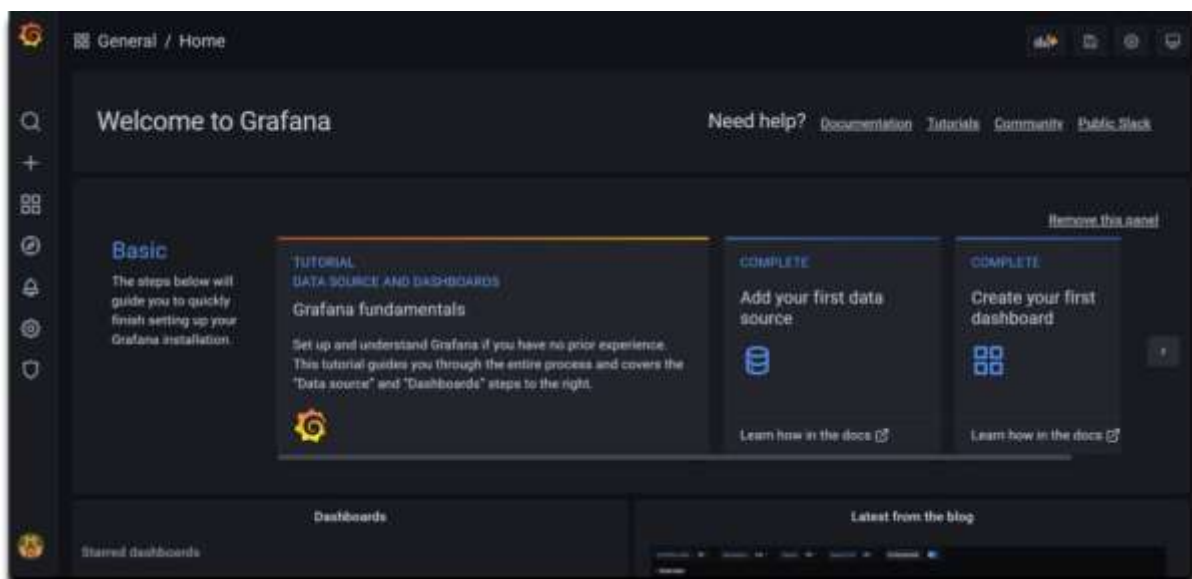 General / Home
Welcome to Grafana
Need help? Documentation Tutorials Community Public Slack
Remove this panel
Basic
The steps below will
guide you to quickly
finish setting up your
Grafana installation.
TUTORIAL
DATA SOURCE AND DASHBOARDS
Grafana fundamentals
Set up and understand Grafana if you have no prior experience.
This tutorial guides you through the entire process and covers the
"Data source" and "Dashboards" steps to the right.
COMPLETE
Add your first data
source
Learn how in the docs
COMPLETE
Create your first
dashboard
Learn how in the docs
Dashboards
Starred dashboards
Latest from the blog